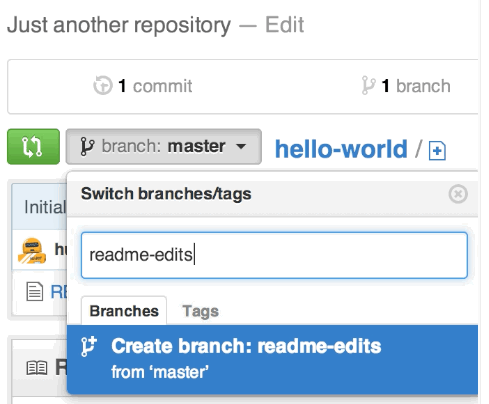 Just another repository — Edit
1 commit 1 branch
branch: master hello-world /
Switch branches/tags
Initial
readme-edits
Branches Tags
Create branch: readme-edits
from ‘master’